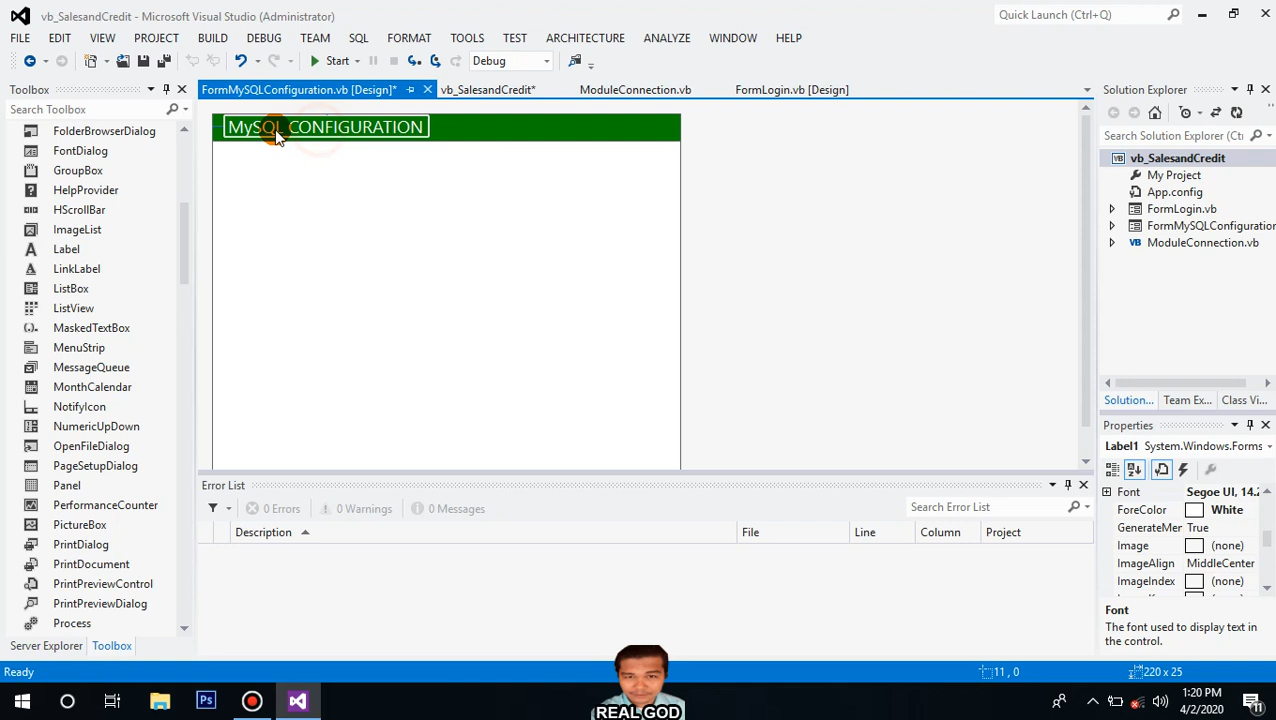 vb_SalesandCredit - Microsoft Visual Studio (Administrator)
Quick Launch (Ctrl+Q)
FILE EDIT VIEW PROJECT BUILD DEBUG TEAM SQL FORMAT TOOLS TEST ARCHITECTURE ANALYZE WINDOW HELP
Start Debug
Toolbox
FormMySQLConfiguration.vb [Design]* vb_SalesandCredit* ModuleConnection.vb FormLogin.vb [Design]
Solution Explorer
Search Toolbox
FolderBrowserDialog
FontDialog
GroupBox
HelpProvider
HScrollBar
ImageList
Label
LinkLabel
ListBox
ListView
MaskedTextBox
MenuStrip
MessageQueue
MonthCalendar
NotifyIcon
NumericUpDown
OpenFileDialog
PageSetupDialog
Panel
PerformanceCounter
PictureBox
PrintDialog
PrintDocument
PrintPreviewControl
PrintPreviewDialog
Process
Server Explorer Toolbox
MySQL CONFIGURATION
Search Solution Explorer
vb_SalesandCredit
My Project
App.config
FormLogin.vb
FormMySQLConfiguration
ModuleConnection.vb
Solution... Team Ex... Class Vi...
Properties
Label1 System.Windows.Forms
Font Segoe UI, 14.2
ForeColor White
GenerateMer True
Image (none)
ImageAlign MiddleCenter
ImageIndex (none)
Font
The font used to display text in
the control.
Error List
0 Errors 0 Warnings 0 Messages
Search Error List
Description File Line Column Project
Ready
11 , 0
220 x 25
Ps
REAL GOD
1:20 PM
4/2/2020
11